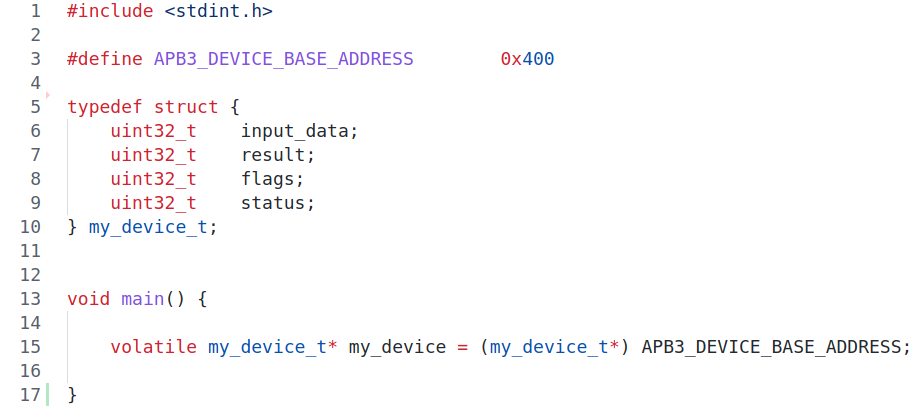 1 #include <stdint.h>
2
3 #define APB3_DEVICE_BASE_ADDRESS        0x400
4
5 typedef struct {
6     uint32_t    input_data;
7     uint32_t    result;
8     uint32_t    flags;
9     uint32_t    status;
10 } my_device_t;
11
12
13 void main() {
14
15     volatile my_device_t* my_device = (my_device_t*) APB3_DEVICE_BASE_ADDRESS;
16
17 }